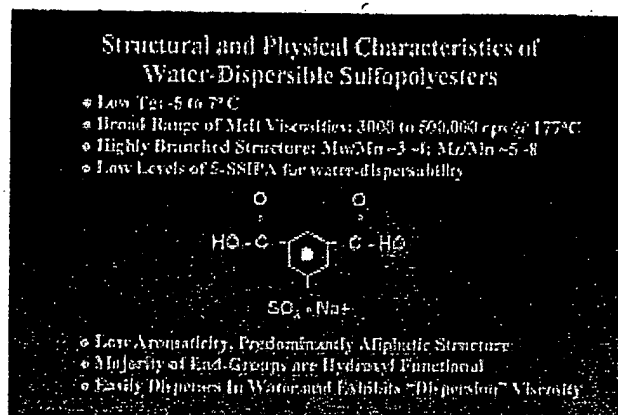 Structural and Physical Characteristics of
Water-Dispersible Sulfopolyesters
Low Tg: -5 to 7° C
Broad Range of Melt Viscosities: 3000 to 500,000 cps @ 177°C
Highly Branched Structure: Mw/Mn ~3 -4; Mz/Mn ~5 -8
Low Levels of 5-SSIPA for water-dispersability
O O
HO - C C - HO
SO₃ - Na+
Low Aromaticity, Predominantly Aliphatic Structure
Majority of End-Groups are Hydroxyl Functional
Easily Disperses In Water and Exhibits "Dispersion" Viscosity